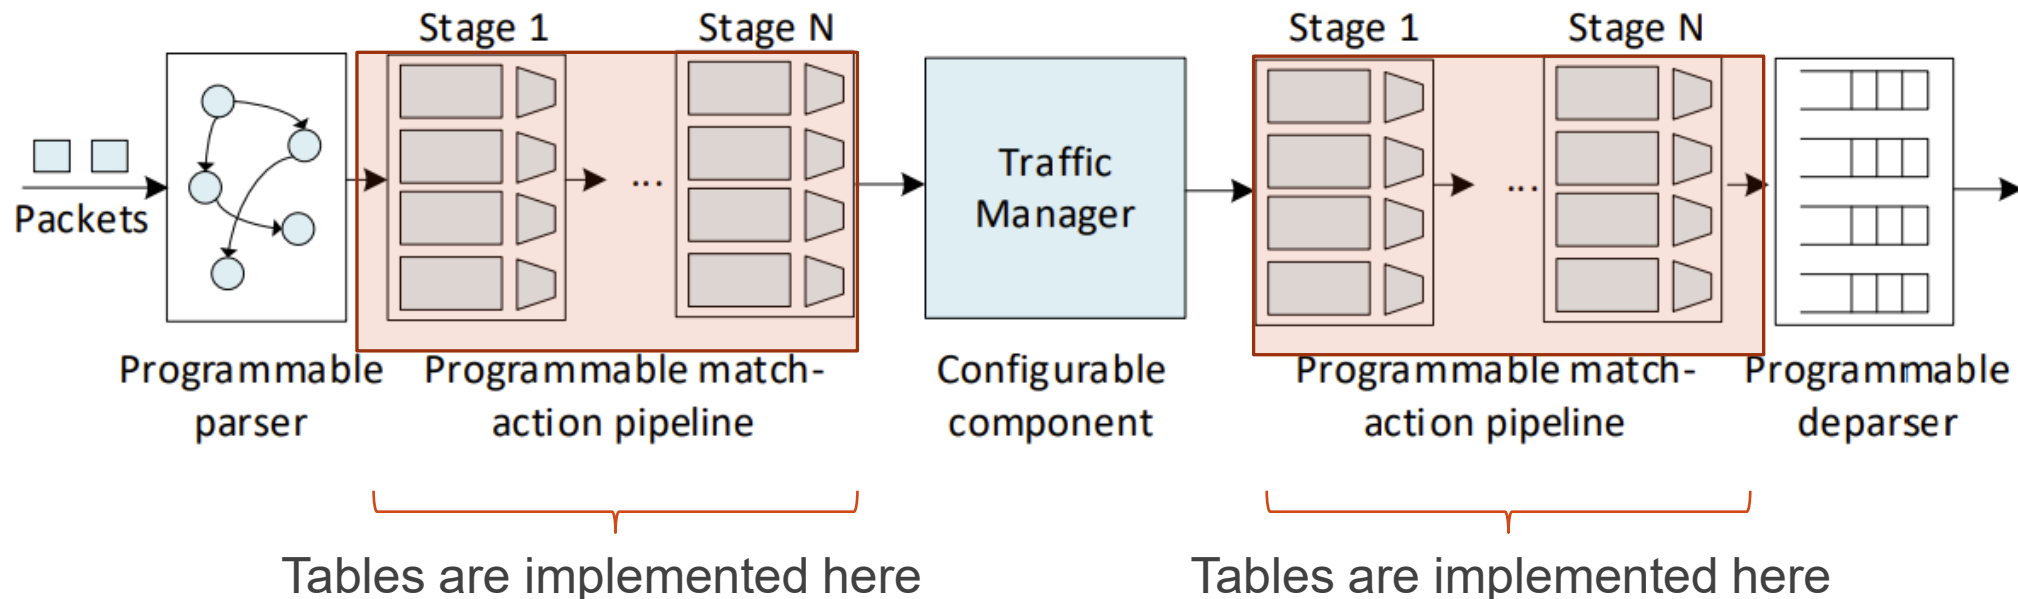 Stage 1
Stage N
Stage 1
Stage N
Packets
...
Traffic
Manager
...
Programmable
parser
Programmable match-
action pipeline
Configurable
component
Programmable match-
action pipeline
Programmable
deparser
Tables are implemented here
Tables are implemented here